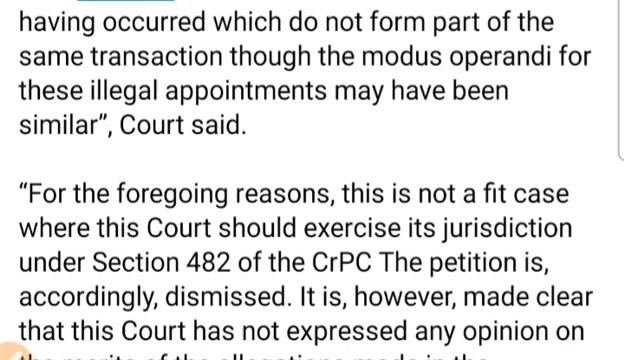 having occurred which do not form part of the
same transaction though the modus operandi for
these illegal appointments may have been
similar”, Court said.
“For the foregoing reasons, this is not a fit case
where this Court should exercise its jurisdiction
under Section 482 of the CrPC The petition is,
accordingly, dismissed. It is, however, made clear
that this Court has not expressed any opinion on